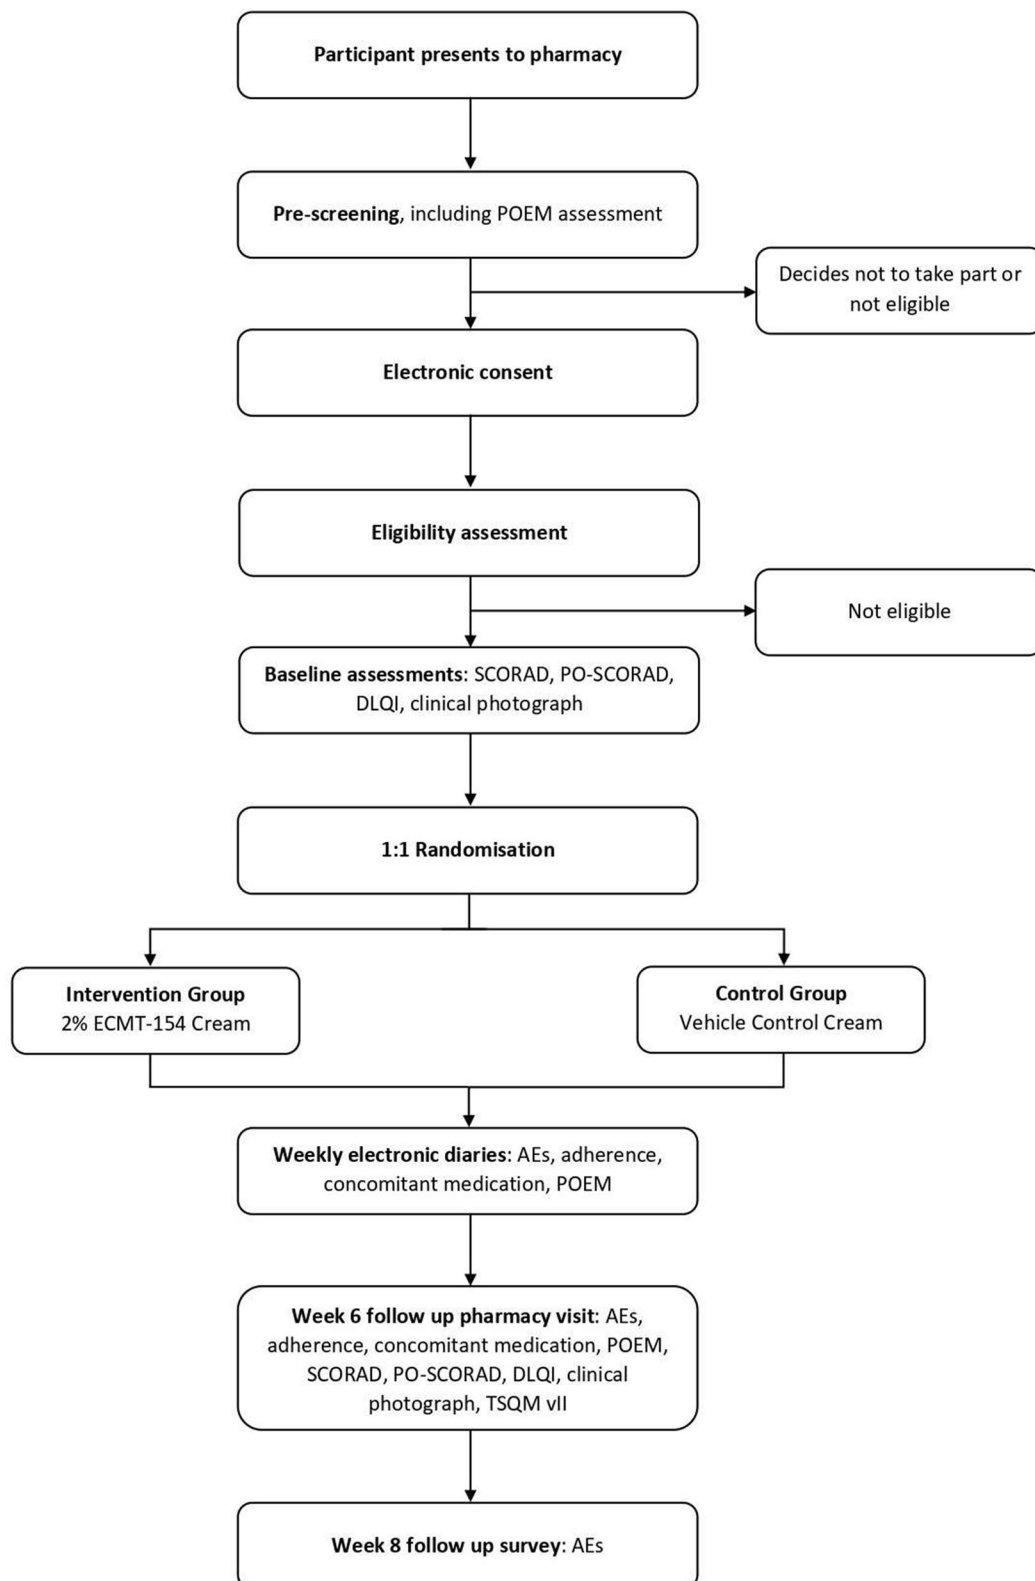 Participant presents to pharmacy
Pre-screening, including POEM assessment
Decides not to take part or
not eligible
Electronic consent
Eligibility assessment
Not eligible
Baseline assessments: SCORAD, PO-SCORAD,
DLQI, clinical photograph
1:1 Randomisation
Intervention Group
2% ECMT-154 Cream
Control Group
Vehicle Control Cream
Weekly electronic diaries: AEs, adherence,
concomitant medication, POEM
Week 6 follow up pharmacy visit: AEs,
adherence, concomitant medication, POEM,
SCORAD, PO-SCORAD, DLQI, clinical
photograph, TSQM vII
Week 8 follow up survey: AEs